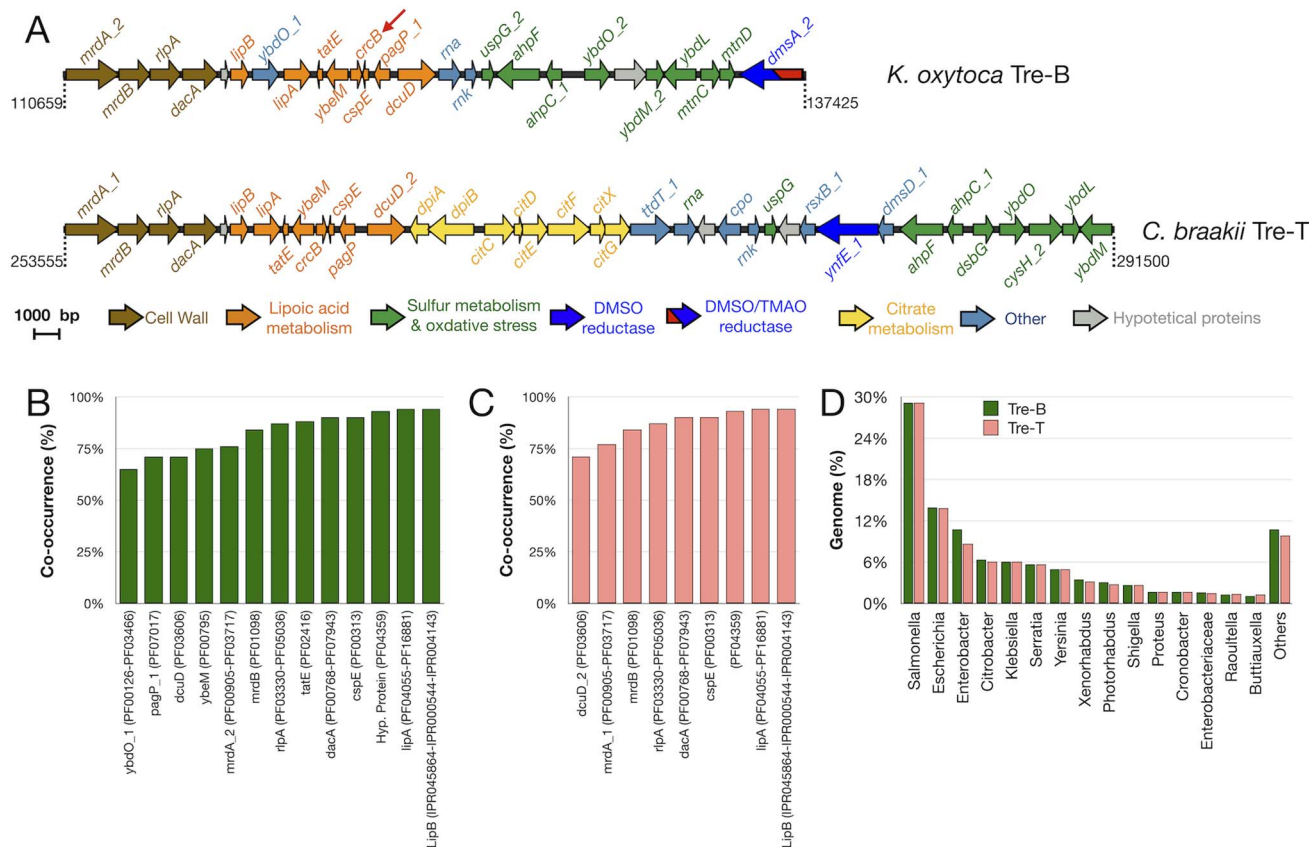 A
mrdA_2 rlpA lipB ybdO_1 tatE crcB pagP_1 rna uspG_2 ahpF ybdO_2 ybdL mtnD dmsA_2
K. oxytoca Tre-B
110659 mrdB dacA lipA ybeM cspE dcuD rnk ahpC_1 ybdM_2 mtnC 137425
mrdA_1 rlpA lipB lipA ybeM cspE dcuD_2 dpiA dpiB citD citF citX ttdT_1 rna cpo uspG rsxB_1 dmsD_1 ahpC_1 ybdO ybdL
C. braakii Tre-T
253555 mrdB dacA tatE crcB pagP citC citE citG rnk ynfE_1 ahpF dsbG cysH_2 ybdM 291500
1000 bp
Cell Wall
Lipoic acid
metabolism
Sulfur metabolism
& oxdative stress
DMSO
reductase
DMSO/TMAO
reductase
Citrate
metabolism
Other
Hypotetical proteins
B
Co-occurrence (%)
100%
75%
50%
25%
0%
ybdO_1 (PF00126-PF03466)
pagP_1 (PF07017)
dcuD (PF03606)
ybeM (PF00795)
mrdA_2 (PF00905-PF03717)
mrdB (PF01098)
rlpA (PF03330-PF05036)
tatE (PF02416)
dacA (PF00768-PF07943)
cspE (PF00313)
Hyp. Protein (PF04359)
lipA (PF04055-PF16881)
LipB (IPR045864-IPR000544-IPR004143)
C
Co-occurrence (%)
100%
75%
50%
25%
0%
dcuD_2 (PF03606)
mrdA_1 (PF00905-PF03717)
mrdB (PF01098)
rlpA (PF03330-PF05036)
dacA (PF00768-PF07943)
cspE (PF00313)
(PF04359)
lipA (PF04055-PF16881)
LipB (IPR045864-IPR000544-IPR004143)
D
Genome (%)
30%
24%
18%
12%
6%
0%
Tre-B
Tre-T
Salmonella
Escherichia
Enterobacter
Citrobacter
Klebsiella
Serratia
Yersinia
Xenorhabdus
Photorhabdus
Shigella
Proteus
Cronobacter
Enterobacteriaceae
Raoultella
Buttiauxella
Others